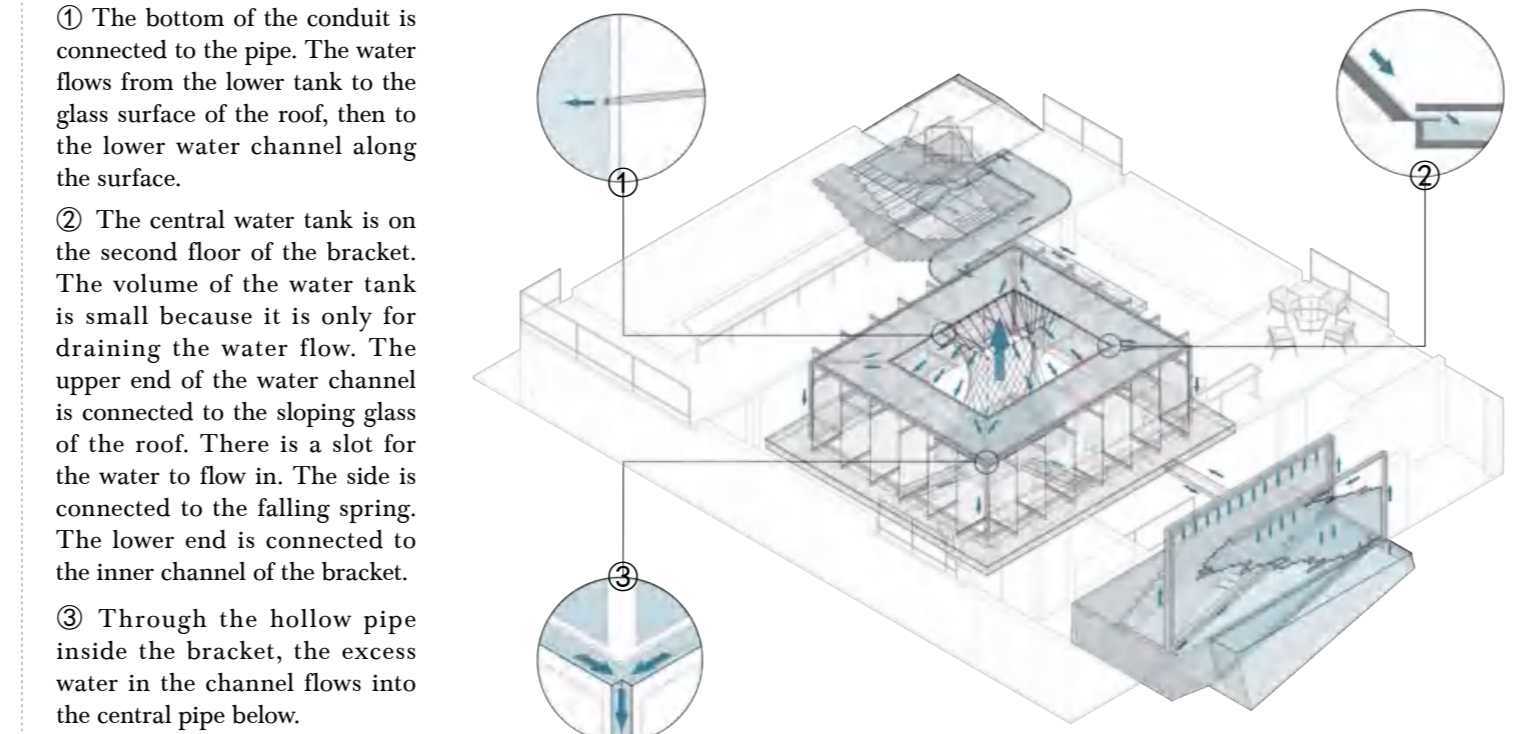 ① The bottom of the conduit is
connected to the pipe. The water
flows from the lower tank to the
glass surface of the roof, then to
the lower water channel along
the surface.
② The central water tank is on
the second floor of the bracket.
The volume of the water tank
is small because it is only for
draining the water flow. The
upper end of the water channel
is connected to the sloping glass
of the roof. There is a slot for
the water to flow in. The side is
connected to the falling spring.
The lower end is connected to
the inner channel of the bracket.
③ Through the hollow pipe
inside the bracket, the excess
water in the channel flows into
the central pipe below.
①
②
③